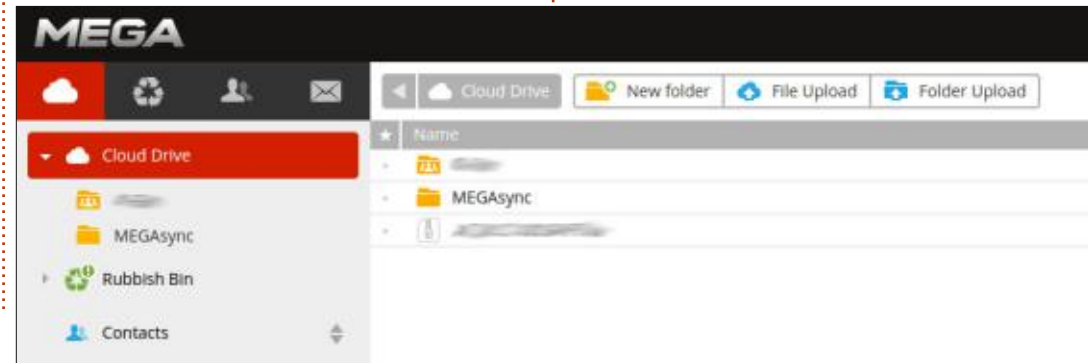 MEGA
Cloud Drive New folder File Upload Folder Upload
Name
Cloud Drive
MEGAsync
MEGAsync
Rubbish Bin
Contacts